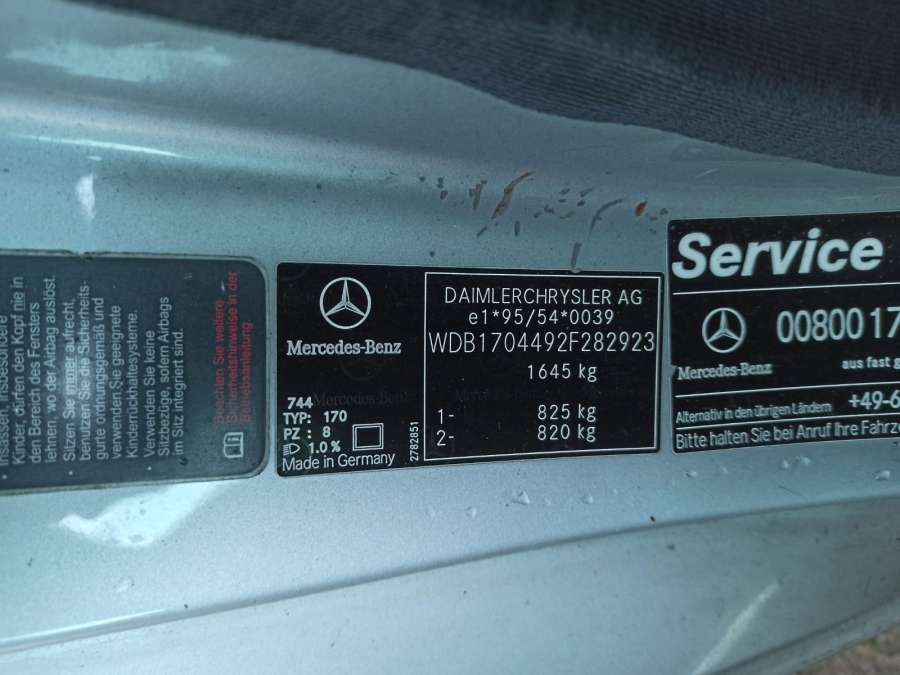 Insassen, insbesondere
Kinder, dürfen den Kopf nie in
den Bereich des Fensters
lehnen, wo der Airbag auslöst.
Sitzen Sie immer aufrecht,
benutzen Sie die Sicherheits-
gurte ordnungsgemäß und
verwenden Sie geeignete
Kinderhaltesysteme.
Verwenden Sie keine
Sitzbezüge, sofern Airbags
im Sitz integriert sind.
Beachten Sie weitere
Sicherheitshinweise in der
Betriebsanleitung
Mercedes-Benz
744
TYP: 170
PZ : 8
1.0 %
Made in Germany
2782851
DAIMLERCHRYSLER AG
e1*95/54*0039
WDB1704492F282923
1645 kg
1- 825 kg
2- 820 kg
Service
Mercedes-Benz
00800 17
aus fast g
Alternativ in den übrigen Ländern +49-6
Bitte halten Sie bei Anruf Ihre Fahrze